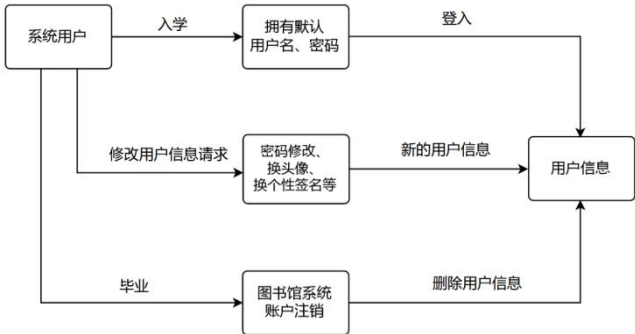 系统用户
入学
拥有默认
用户名、密码
登入
修改用户信息请求
密码修改、
换头像、
换个性签名等
新的用户信息
用户信息
毕业
图书馆系统
账户注销
删除用户信息